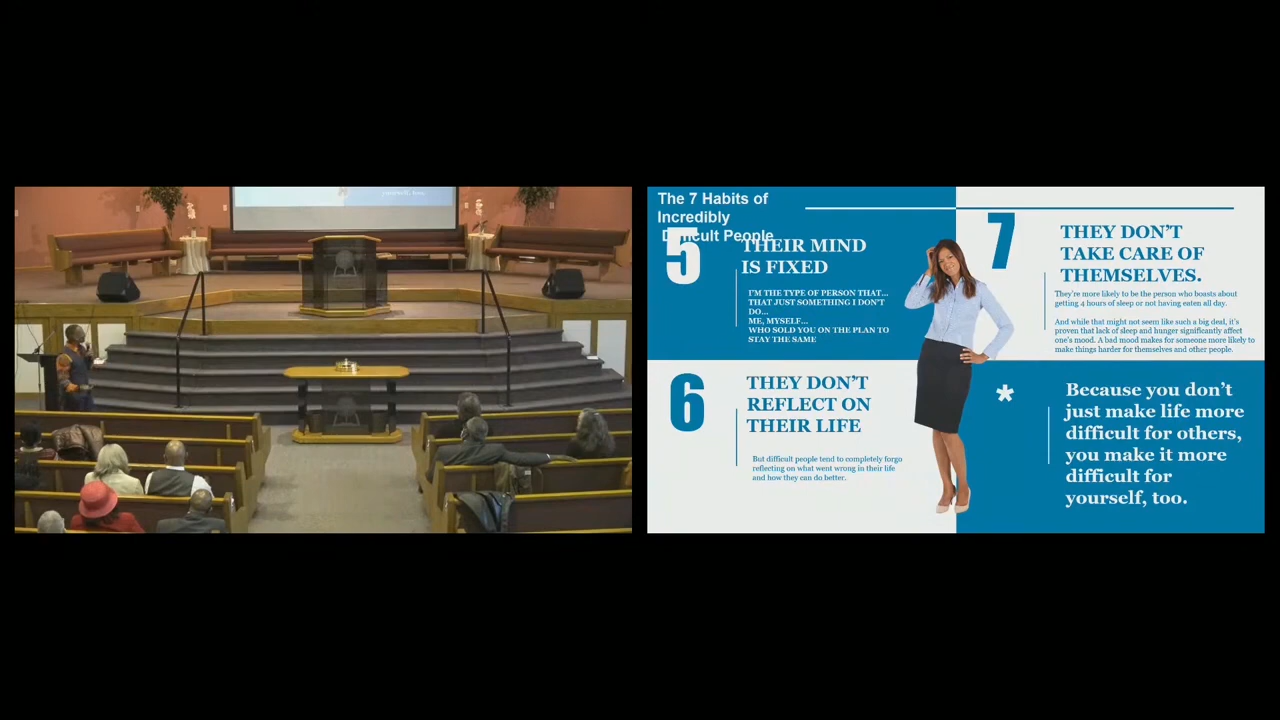 The 7 Habits of
Incredibly
Difficult People
5
THEIR MIND
IS FIXED
I'M THE TYPE OF PERSON THAT...
THAT JUST SOMETHING I DON'T
DO...
ME, MYSELF...
WHO SOLD YOU ON THE PLAN TO
STAY THE SAME
7
THEY DON'T
TAKE CARE OF
THEMSELVES.
They're more likely to be the person who boasts about
getting 4 hours of sleep or not having eaten all day.
And while that might not seem like such a big deal, it's
proven that lack of sleep and hunger significantly affect
one's mood. A bad mood makes for someone more likely to
make things harder for themselves and other people.
6
THEY DON'T
REFLECT ON
THEIR LIFE
But difficult people tend to completely forgo
reflecting on what went wrong in their life
and how they can do better.
*
Because you don't
just make life more
difficult for others,
you make it more
difficult for
yourself, too.